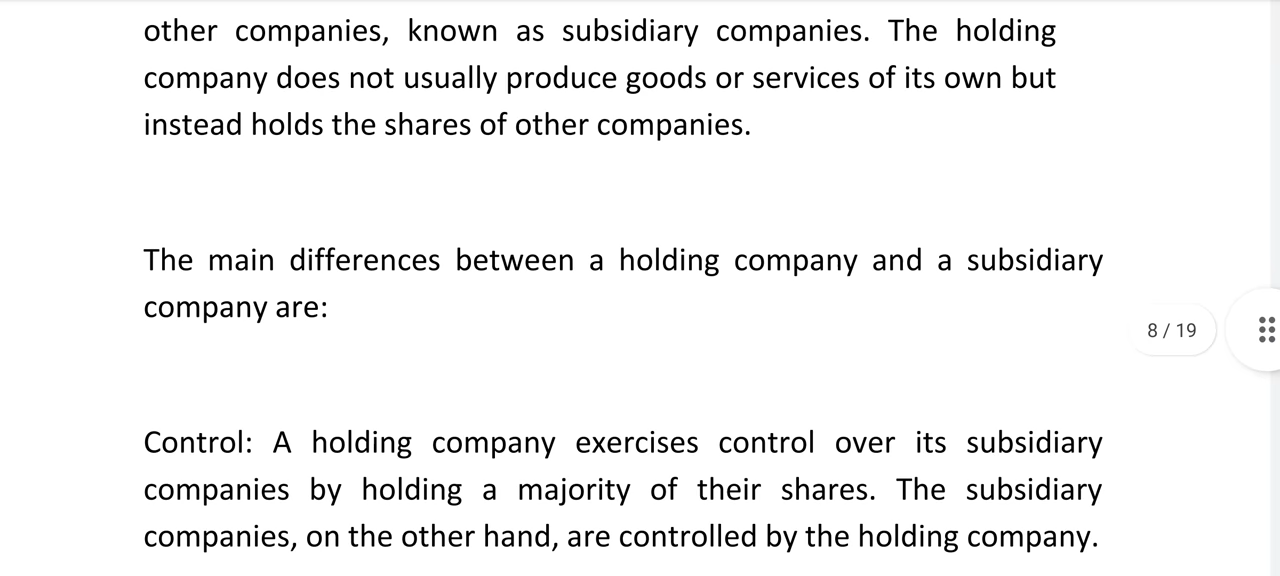 other companies, known as subsidiary companies. The holding
company does not usually produce goods or services of its own but
instead holds the shares of other companies.
The main differences between a holding company and a subsidiary
company are:
8 / 19
Control: A holding company exercises control over its subsidiary
companies by holding a majority of their shares. The subsidiary
companies, on the other hand, are controlled by the holding company.